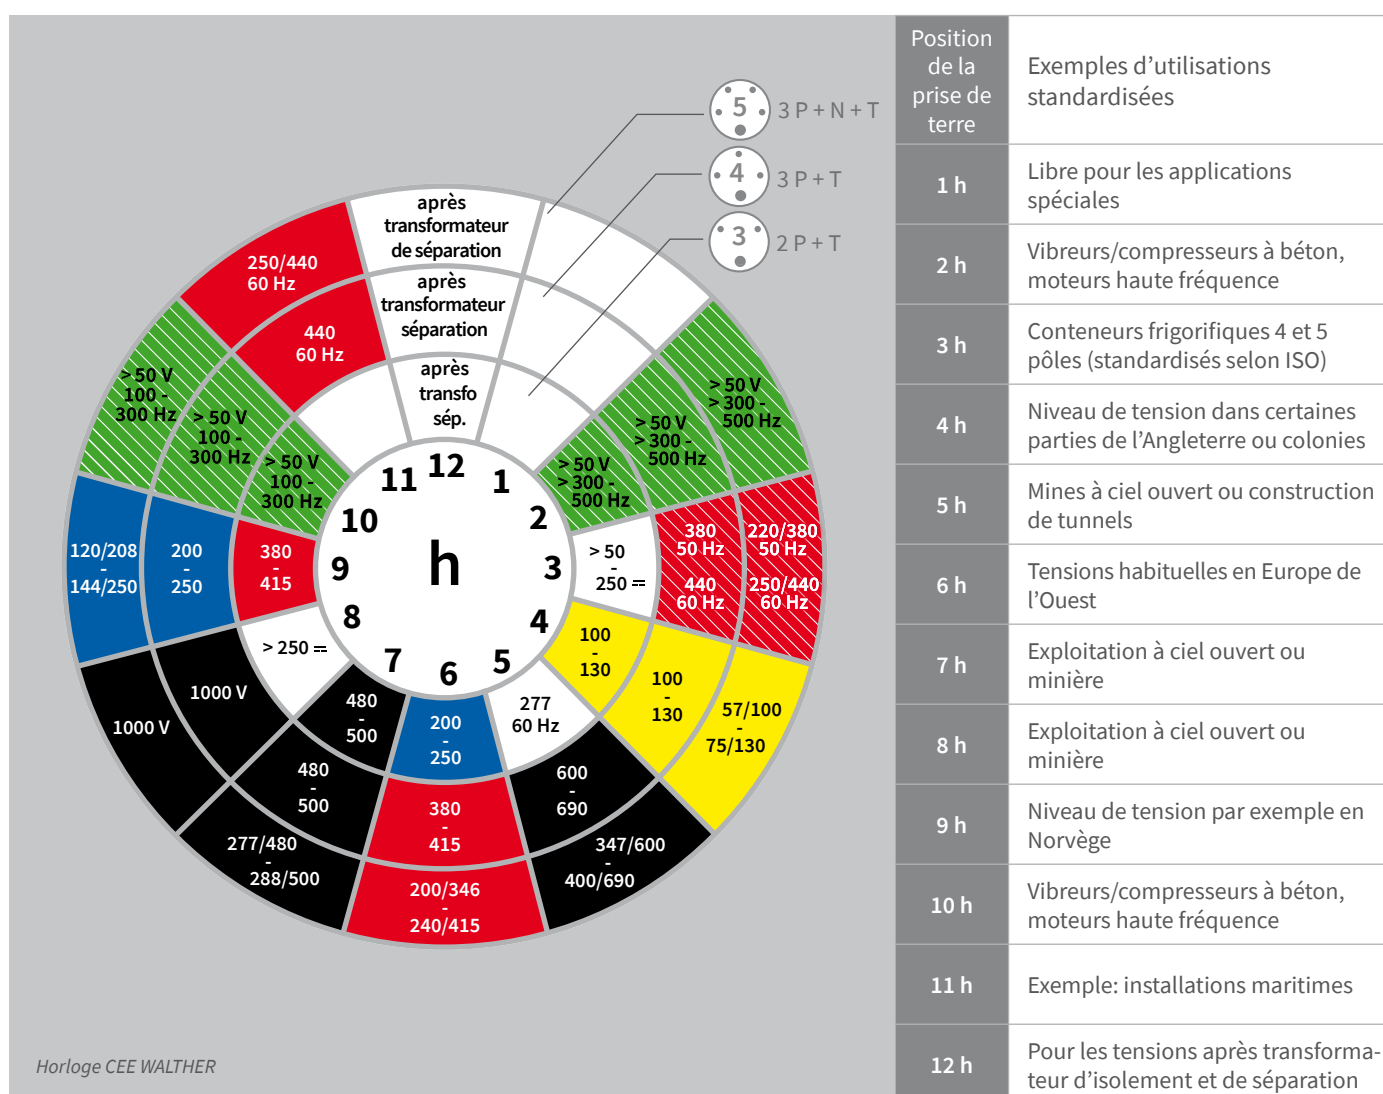 5
3 P + N + T
4
3 P + T
3
2 P + T
après
transformateur
de séparation
après
transformateur
séparation
après
transfo
sép.
250/440
60 Hz
440
60 Hz
> 50 V
100 -
300 Hz
> 50 V
100 -
300 Hz
> 50 V
100 -
300 Hz
> 50 V
> 300 -
500 Hz
> 50 V
> 300 -
500 Hz
> 50 V
> 300 -
500 Hz
120/208
-
144/250
200
-
250
380
-
415
> 50
-
250 =
380
50 Hz
440
60 Hz
220/380
50 Hz
250/440
60 Hz
12
1
2
3
4
5
6
7
8
9
10
11
h
> 250 =
1000 V
1000 V
100
-
130
100
-
130
57/100
-
75/130
277
60 Hz
600
-
690
347/600
-
400/690
200
-
250
380
-
415
200/346
-
240/415
480
-
500
480
-
500
277/480
-
288/500
Horloge CEE WALTHER
Position
de la
prise de
terre
Exemples d’utilisations
standardisées
1 h
Libre pour les applications
spéciales
2 h
Vibreurs/compresseurs à béton,
moteurs haute fréquence
3 h
Conteneurs frigorifiques 4 et 5
pôles (standardisés selon ISO)
4 h
Niveau de tension dans certaines
parties de l’Angleterre ou colonies
5 h
Mines à ciel ouvert ou construction
de tunnels
6 h
Tensions habituelles en Europe de
l’Ouest
7 h
Exploitation à ciel ouvert ou
minière
8 h
Exploitation à ciel ouvert ou
minière
9 h
Niveau de tension par exemple en
Norvège
10 h
Vibreurs/compresseurs à béton,
moteurs haute fréquence
11 h
Exemple: installations maritimes
12 h
Pour les tensions après transforma-
teur d’isolement et de séparation